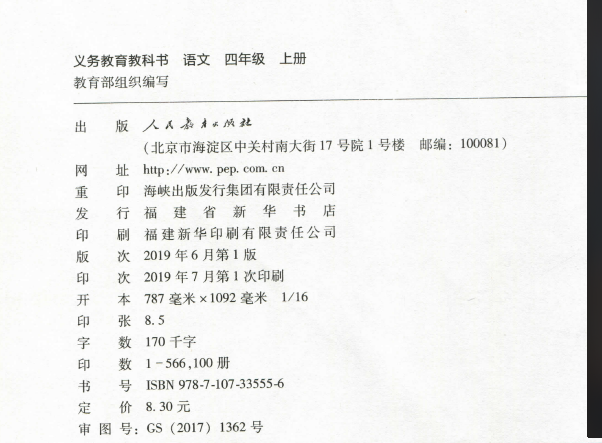 义务教育教科书 语文 四年级 上册
教育部组织编写
出 版 人民教育出版社
(北京市海淀区中关村南大街17号院1号楼 邮编: 100081)
网 址 http://www.pep.com.cn
重 印 海峡出版发行集团有限责任公司
发 行 福建省新华书店
印 刷 福建新华印刷有限责任公司
版 次 2019年6月第1版
印 次 2019年7月第1次印刷
开 本 787毫米×1092毫米 1/16
印 张 8.5
字 数 170千字
印 数 1-566,100册
书 号 ISBN 978-7-107-33555-6
定 价 8.30元
审 图 号: GS (2017) 1362号